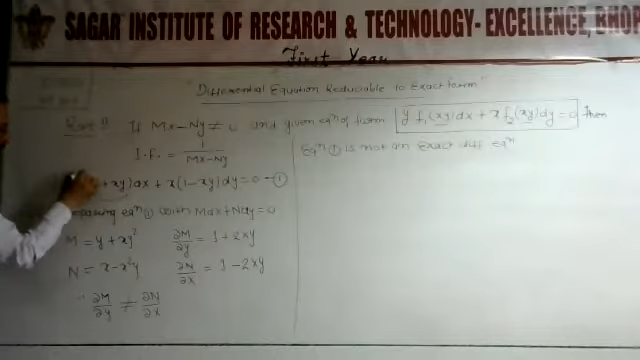 SAGAR INSTITUTE OF RESEARCH & TECHNOLOGY- EXCELLENCE, BHOP
First Year
"Differential Equation Reducible to Exact form"
If Mx-Ny ≠ 0 and given eqⁿ of form y f₁(xy)dx + x f₂(xy)dy = 0 then
I.F. = 1/(Mx-Ny)
+xy)dx + x(1-xy)dy = 0 -①
eqⁿ① with Mdx+Ndy=0
M = y + xy² ∂M/∂y = 1 + 2xy
N = x - x²y ∂N/∂x = 1 - 2xy
∵ ∂M/∂y ≠ ∂N/∂x
Eqⁿ ① is not an Exact diff eqⁿ